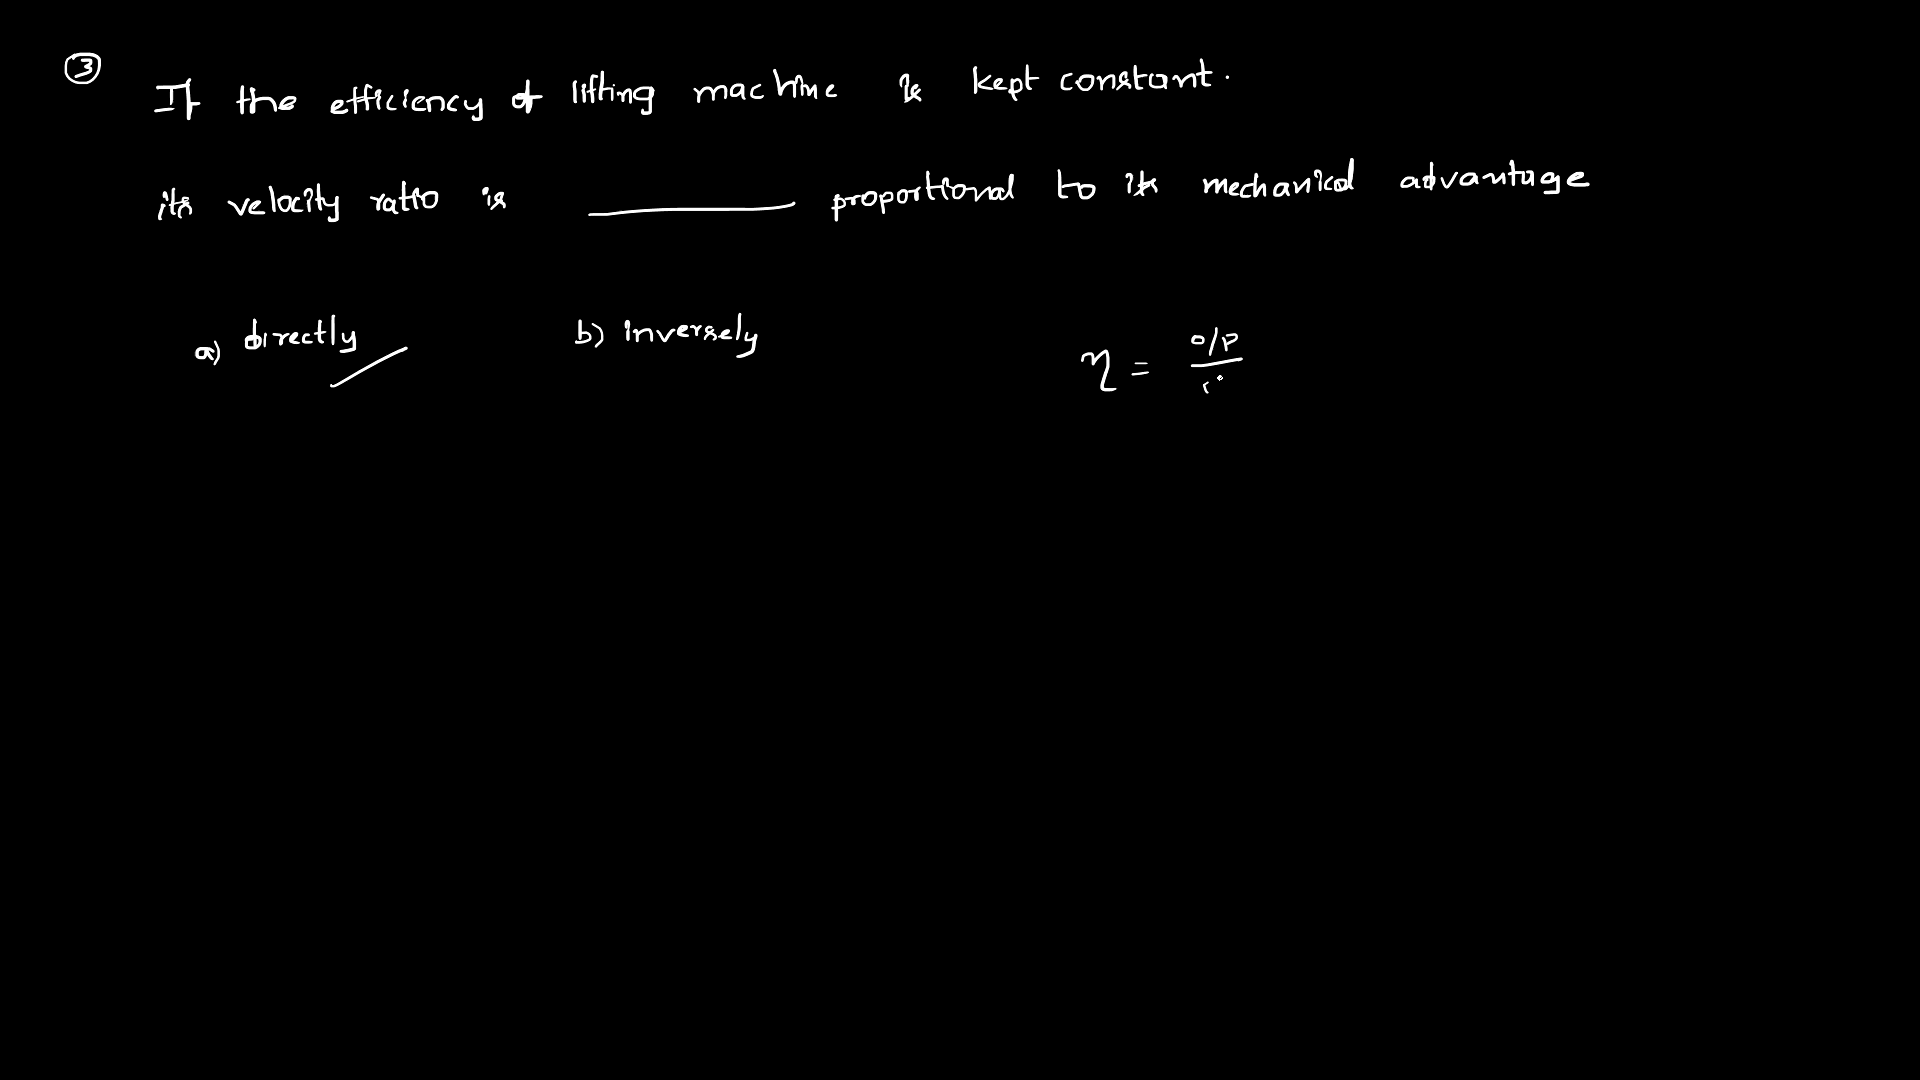 ③ If the efficiency of lifting machine is kept constant.
its velocity ratio is ______ proportional to its mechanical advantage
a) directly b) inversely
η = o/p